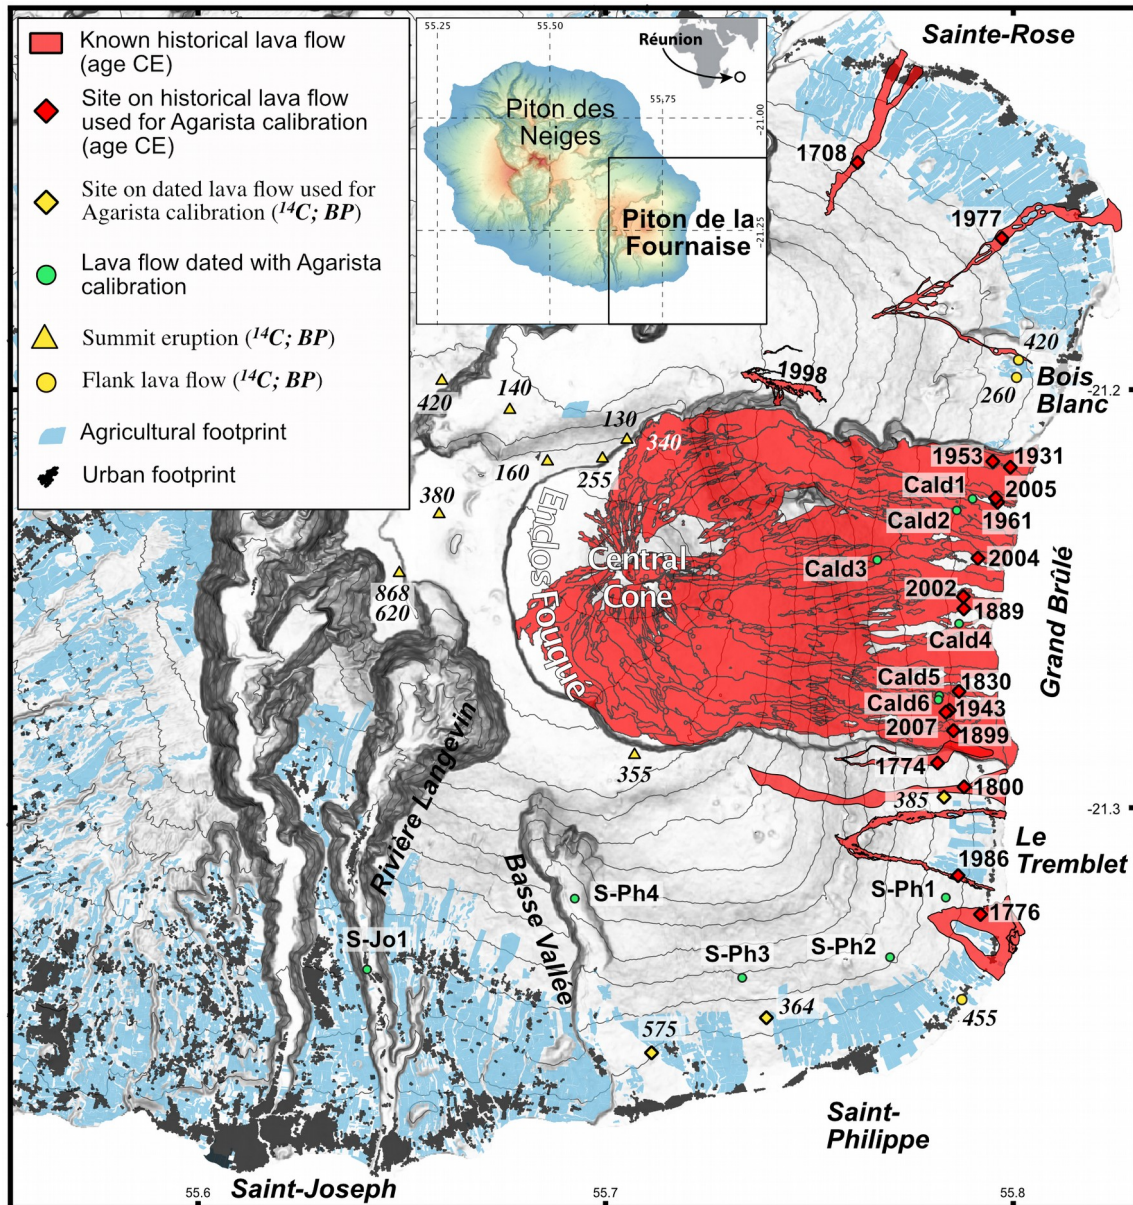 Known historical lava flow
(age CE)
Site on historical lava flow
used for Agarista calibration
(age CE)
Site on dated lava flow used for
Agarista calibration (14C; BP)
Lava flow dated with Agarista
calibration
Summit eruption (14C; BP)
Flank lava flow (14C; BP)
Agricultural footprint
Urban footprint
55.25
55.50
Réunion
55.75
Piton des
Neiges
-21.00
Piton de la
Fournaise
-21.25
Sainte-Rose
1708
1977
420
260
Bois
Blanc
-21.2
1998
140
420
130
340
160
255
380
868
620
Enclos Fouqué
Central
Cone
1953
1931
Cald1
2005
Cald2
1961
Cald3
2004
2002
1889
Cald4
Grand Brûlé
Cald5
1830
Cald6
1943
2007
1899
1774
355
1800
385
-21.3
Le
Tremblet
Rivière Langevin
Basse Vallée
1986
S-Ph4
S-Ph1
1776
S-Jo1
S-Ph3
S-Ph2
364
455
575
Saint-
Philippe
Saint-Joseph
55.6
55.7
55.8